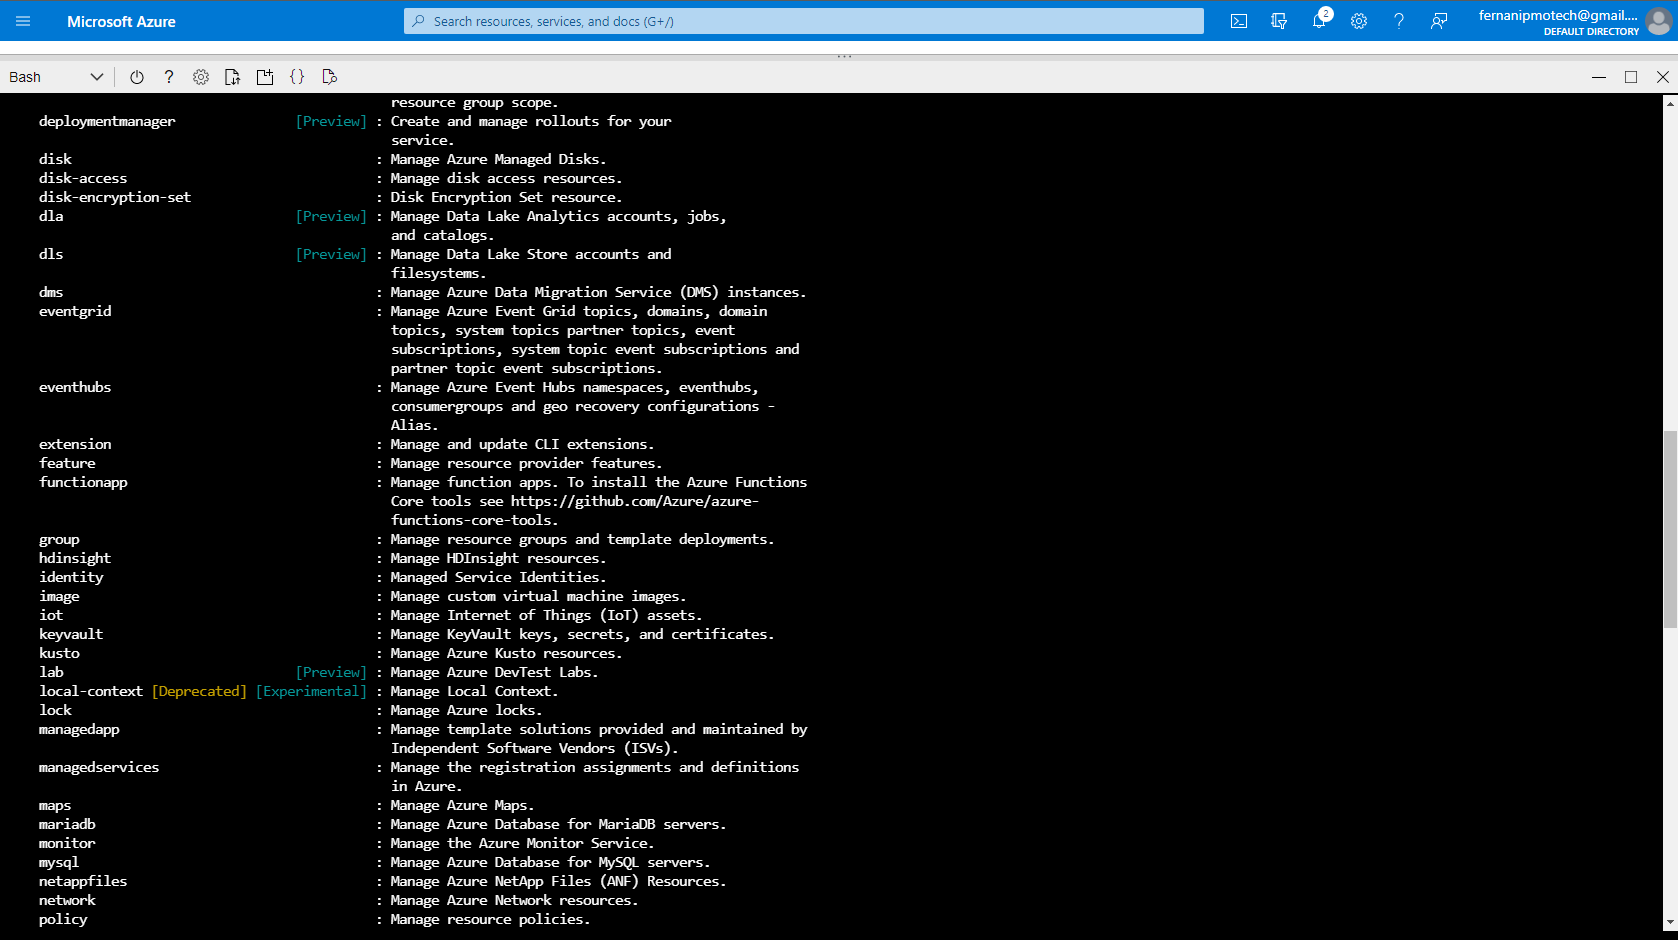 Microsoft Azure
Search resources, services, and docs (G+/)
2
fernanipmotech@gmail....
DEFAULT DIRECTORY
Bash
resource group scope.
deploymentmanager [Preview] : Create and manage rollouts for your
service.
disk : Manage Azure Managed Disks.
disk-access : Manage disk access resources.
disk-encryption-set : Disk Encryption Set resource.
dla [Preview] : Manage Data Lake Analytics accounts, jobs,
and catalogs.
dls [Preview] : Manage Data Lake Store accounts and
filesystems.
dms : Manage Azure Data Migration Service (DMS) instances.
eventgrid : Manage Azure Event Grid topics, domains, domain
topics, system topics partner topics, event
subscriptions, system topic event subscriptions and
partner topic event subscriptions.
eventhubs : Manage Azure Event Hubs namespaces, eventhubs,
consumergroups and geo recovery configurations -
Alias.
extension : Manage and update CLI extensions.
feature : Manage resource provider features.
functionapp : Manage function apps. To install the Azure Functions
Core tools see https://github.com/Azure/azure-
functions-core-tools.
group : Manage resource groups and template deployments.
hdinsight : Manage HDInsight resources.
identity : Managed Service Identities.
image : Manage custom virtual machine images.
iot : Manage Internet of Things (IoT) assets.
keyvault : Manage KeyVault keys, secrets, and certificates.
kusto : Manage Azure Kusto resources.
lab [Preview] : Manage Azure DevTest Labs.
local-context [Deprecated] [Experimental] : Manage Local Context.
lock : Manage Azure locks.
managedapp : Manage template solutions provided and maintained by
Independent Software Vendors (ISVs).
managedservices : Manage the registration assignments and definitions
in Azure.
maps : Manage Azure Maps.
mariadb : Manage Azure Database for MariaDB servers.
monitor : Manage the Azure Monitor Service.
mysql : Manage Azure Database for MySQL servers.
netappfiles : Manage Azure NetApp Files (ANF) Resources.
network : Manage Azure Network resources.
policy : Manage resource policies.